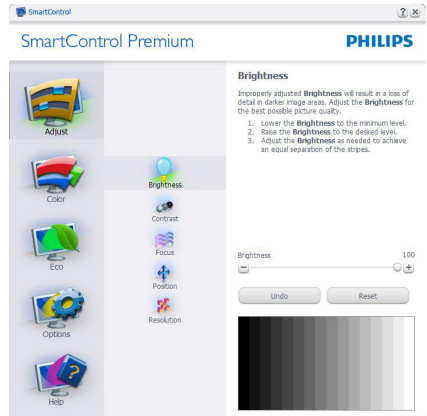 SmartControl
? ×
SmartControl Premium
PHILIPS
Adjust
Color
Eco
Options
Help
Brightness
Contrast
Focus
Position
Resolution
Brightness
Improperly adjusted Brightness will result in a loss of
detail in darker image areas. Adjust the Brightness for
the best possible picture quality.
1. Lower the Brightness to the minimum level.
2. Raise the Brightness to the desired level.
3. Adjust the Brightness as needed to achieve
an equal separation of the stripes.
Brightness 100
Undo Reset